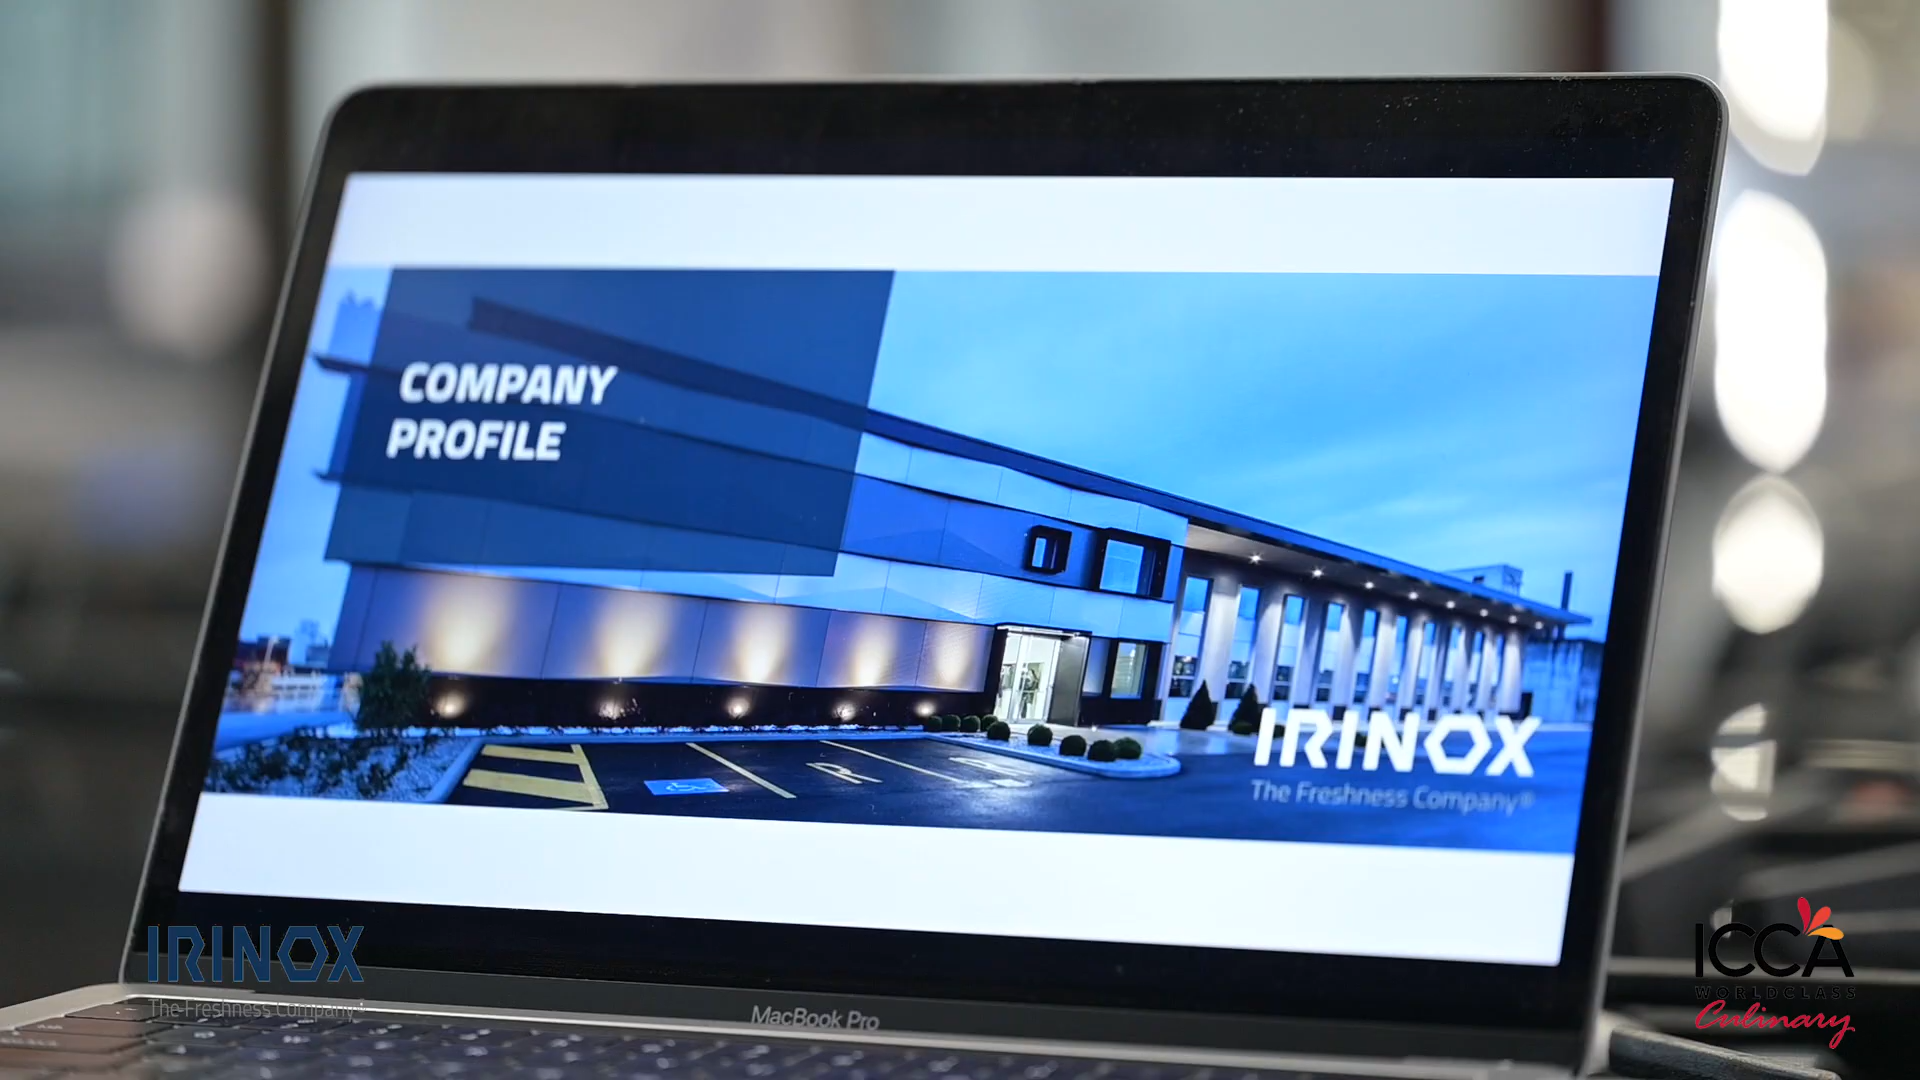 COMPANY
PROFILE
IRINOX
The Freshness Company®
MacBook Pro
IRINOX
The Freshness Company®
ICCA
WORLDCLASS
Culinary